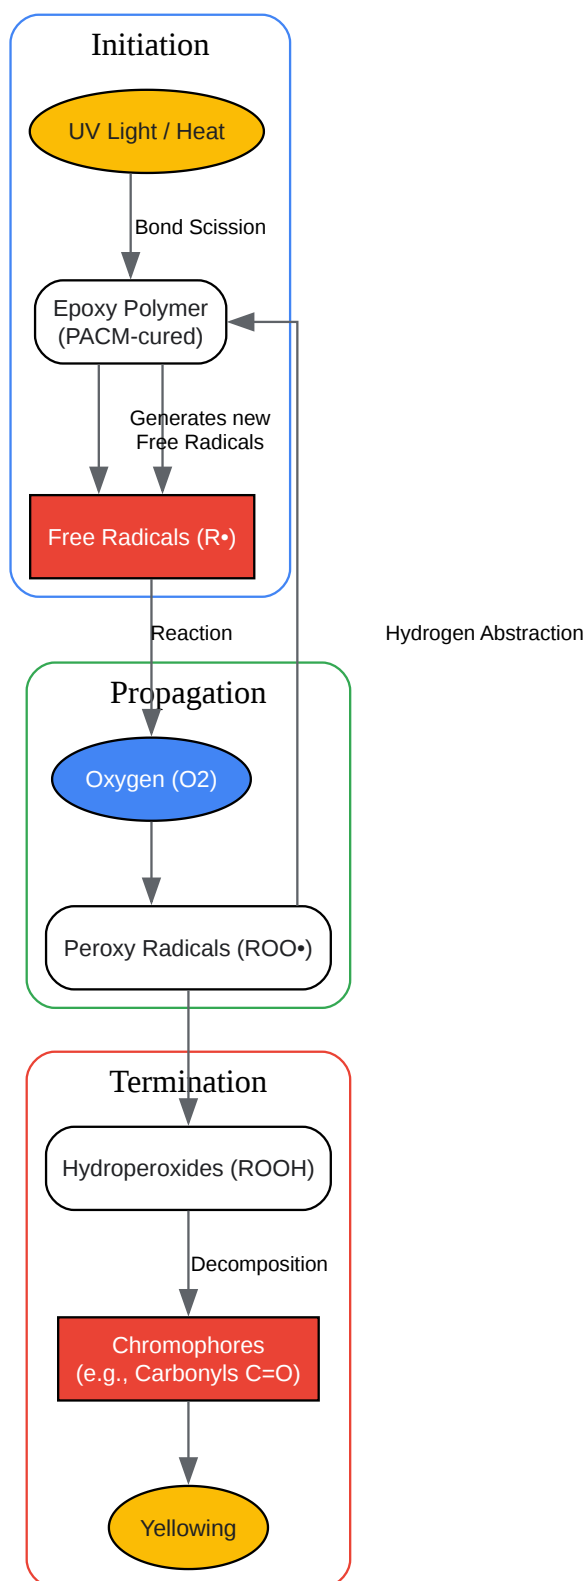 Initiation
UV Light / Heat
Bond Scission
Epoxy Polymer
(PACM-cured)
Generates new
Free Radicals
Free Radicals (R•)
Reaction
Hydrogen Abstraction
Propagation
Oxygen (O2)
Peroxy Radicals (ROO•)
Termination
Hydroperoxides (ROOH)
Decomposition
Chromophores
(e.g., Carbonyls C=O)
Yellowing